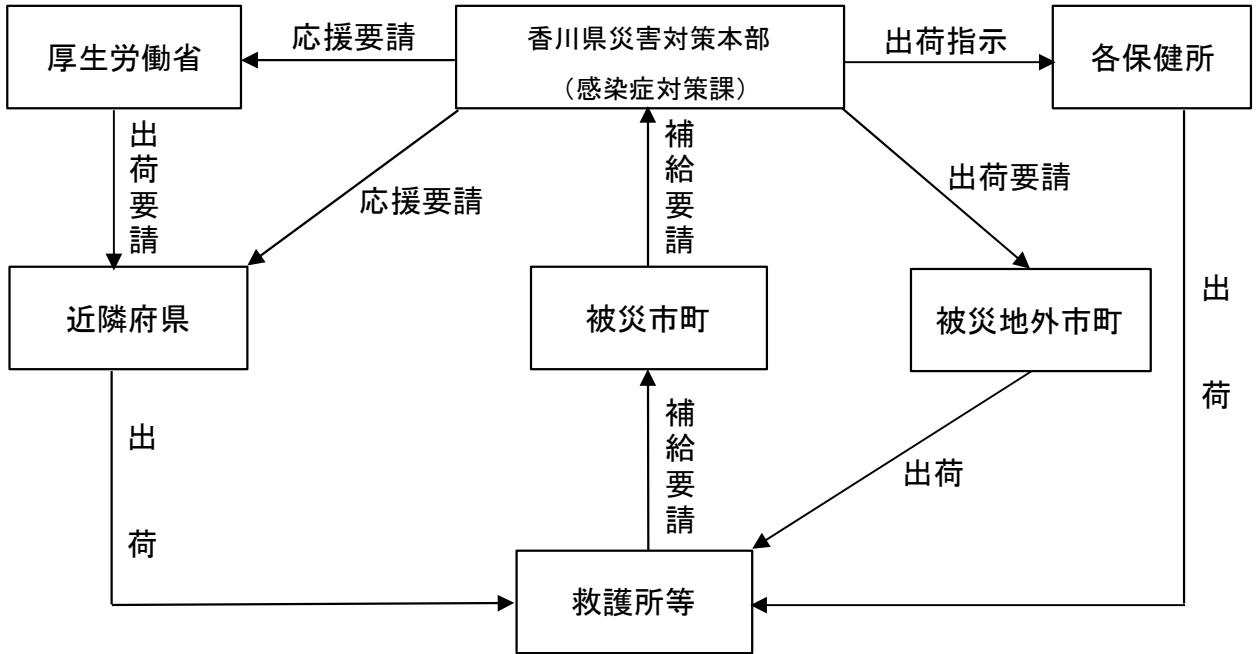 厚生労働省
応援要請
香川県災害対策本部
（感染症対策課）
出荷指示
各保健所
出荷要請
応援要請
補給要請
出荷要請
出荷
近隣府県
被災市町
被災地外市町
出荷
補給要請
出荷
救護所等